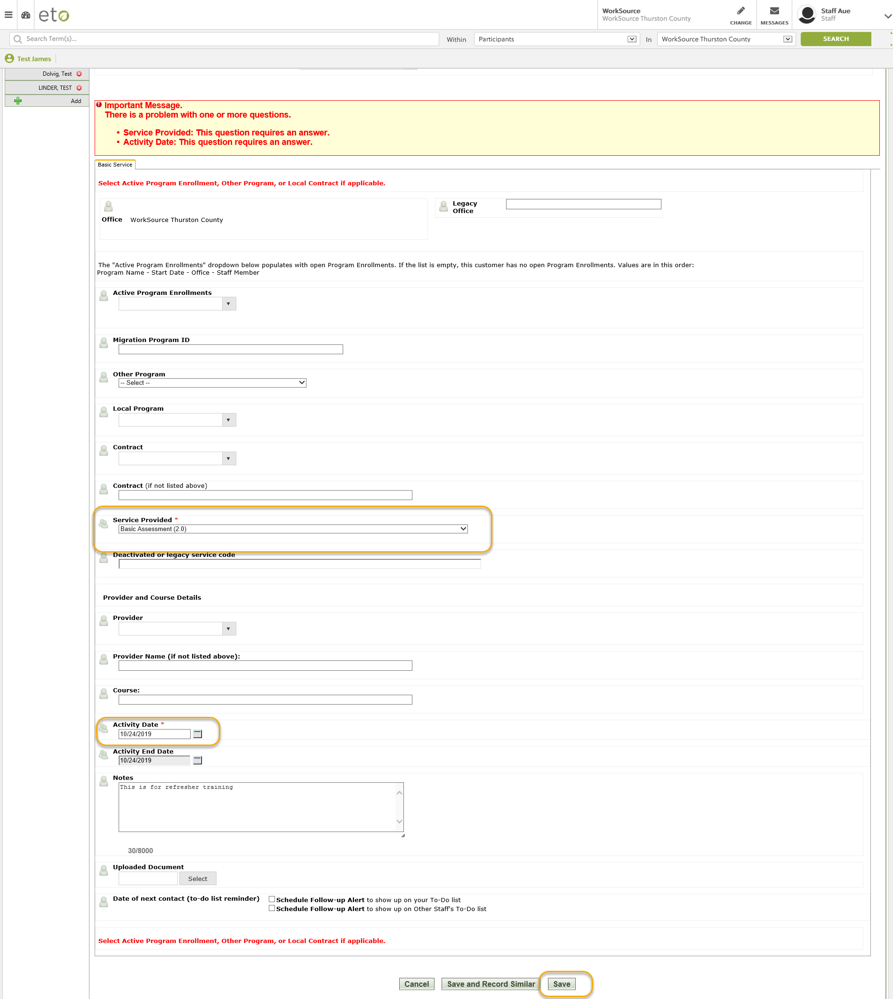 eto
WorkSource
WorkSource Thurston County
CHANGE
MESSAGES
Staff Aue
Staff
Search Term(s)...
Within
Participants
In
WorkSource Thurston County
SEARCH
Test James
Dolvig, Test
LINDER, TEST
Add
Important Message.
There is a problem with one or more questions.
• Service Provided: This question requires an answer.
• Activity Date: This question requires an answer.
Basic Service
Select Active Program Enrollment, Other Program, or Local Contract if applicable.
Office WorkSource Thurston County
Legacy
Office
The "Active Program Enrollments" dropdown below populates with open Program Enrollments. If the list is empty, this customer has no open Program Enrollments. Values are in this order:
Program Name - Start Date - Office - Staff Member
Active Program Enrollments
Migration Program ID
Other Program
-- Select --
Local Program
Contract
Contract (if not listed above)
Service Provided *
Basic Assessment (2.0)
Deactivated or legacy service code
Provider and Course Details
Provider
Provider Name (if not listed above):
Course:
Activity Date *
10/24/2019
Activity End Date
10/24/2019
Notes
This is for refresher training
30/8000
Uploaded Document
Select
Date of next contact (to-do list reminder)
Schedule Follow-up Alert to show up on your To-Do list
Schedule Follow-up Alert to show up on Other Staff's To-Do list
Select Active Program Enrollment, Other Program, or Local Contract if applicable.
Cancel
Save and Record Similar
Save